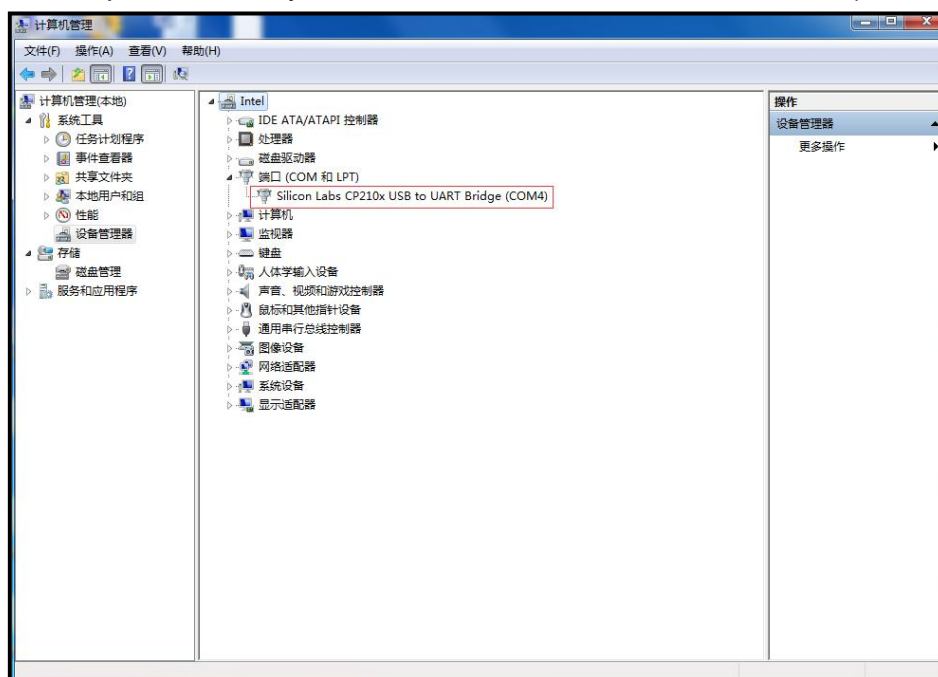 计算机管理
文件(F) 操作(A) 查看(V) 帮助(H)
计算机管理(本地)
系统工具
任务计划程序
事件查看器
共享文件夹
本地用户和组
性能
设备管理器
存储
磁盘管理
服务和应用程序
Intel
IDE ATA/ATAPI 控制器
处理器
磁盘驱动器
端口 (COM 和 LPT)
Silicon Labs CP210x USB to UART Bridge (COM4)
计算机
监视器
键盘
人体学输入设备
声音、视频和游戏控制器
鼠标和其他指针设备
通用串行总线控制器
图像设备
网络适配器
系统设备
显示适配器
操作
设备管理器
更多操作